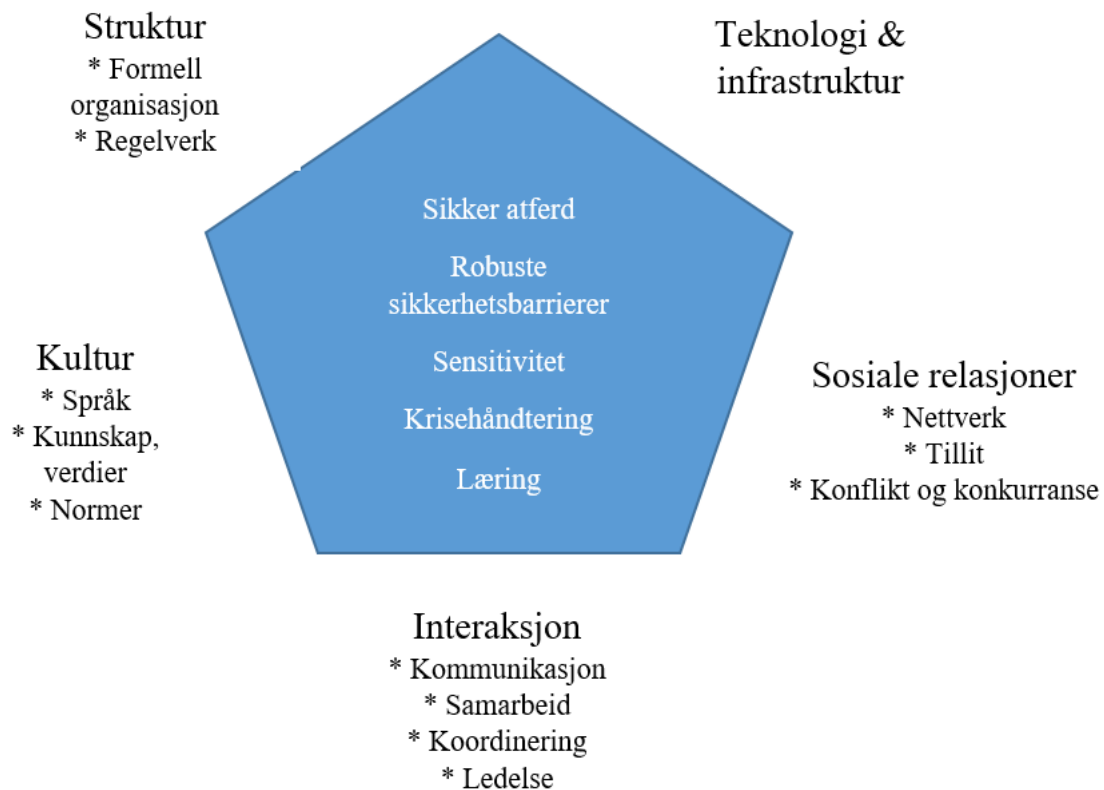 Struktur
* Formell
organisasjon
* Regelverk
Teknologi &
infrastruktur
Sikker atferd
Robuste
sikkerhetsbarrierer
Sensitivitet
Krisehåndtering
Læring
Kultur
* Språk
* Kunnskap,
verdier
* Normer
Sosiale relasjoner
* Nettverk
* Tillit
* Konflikt og konkurranse
Interaksjon
* Kommunikasjon
* Samarbeid
* Koordinering
* Ledelse